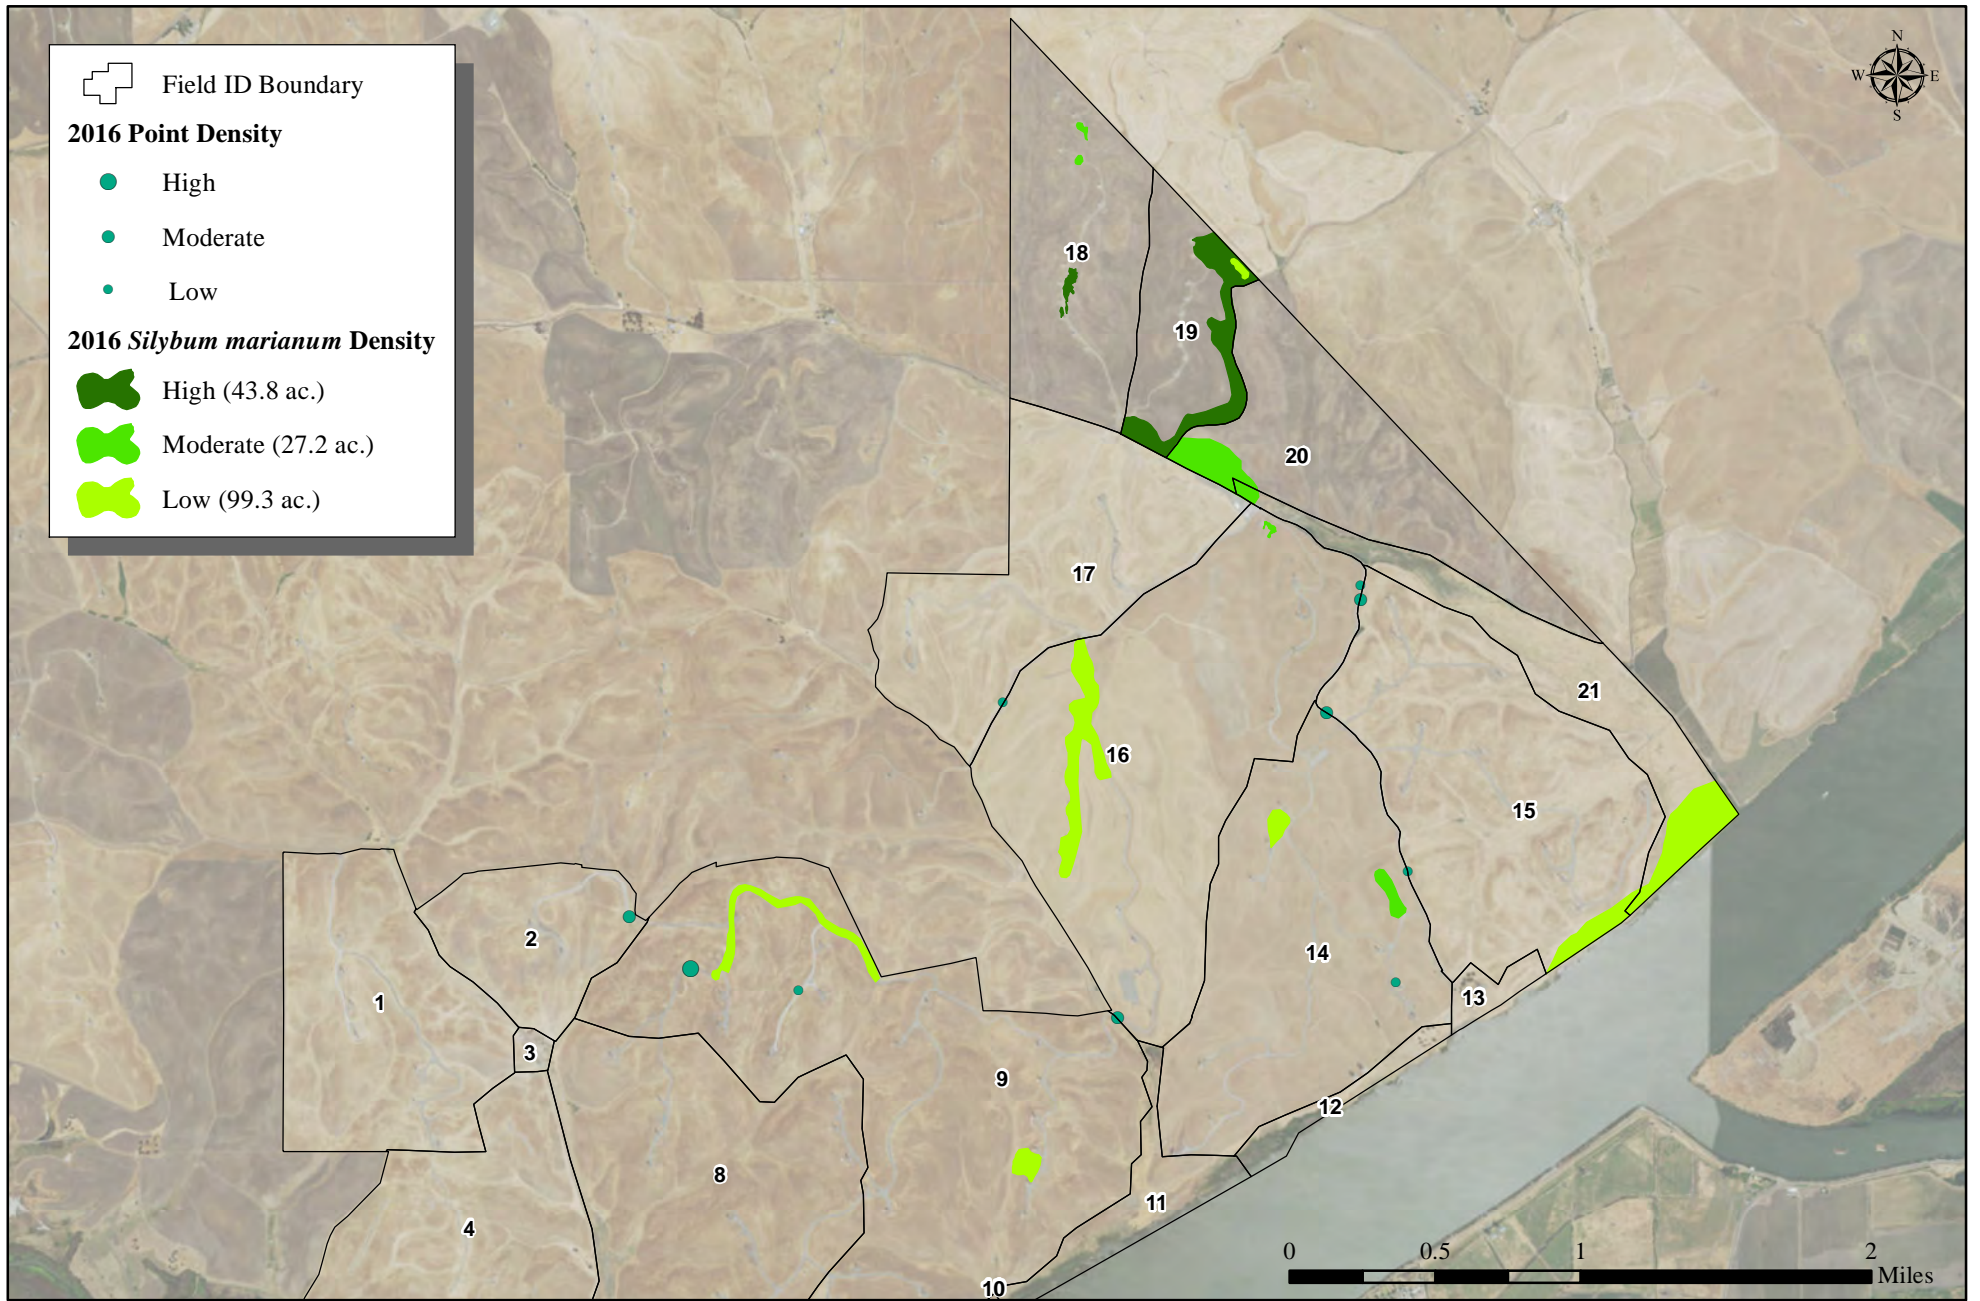 Field ID Boundary
2016 Point Density
High
Moderate
Low
2016 Silybum marianum Density
High (43.8 ac.)
Moderate (27.2 ac.)
Low (99.3 ac.)
N
W E
S
18
19
20
17
21
16
15
2
14
1
13
3
9
12
8
11
4
10
0 0.5 1 2
Miles